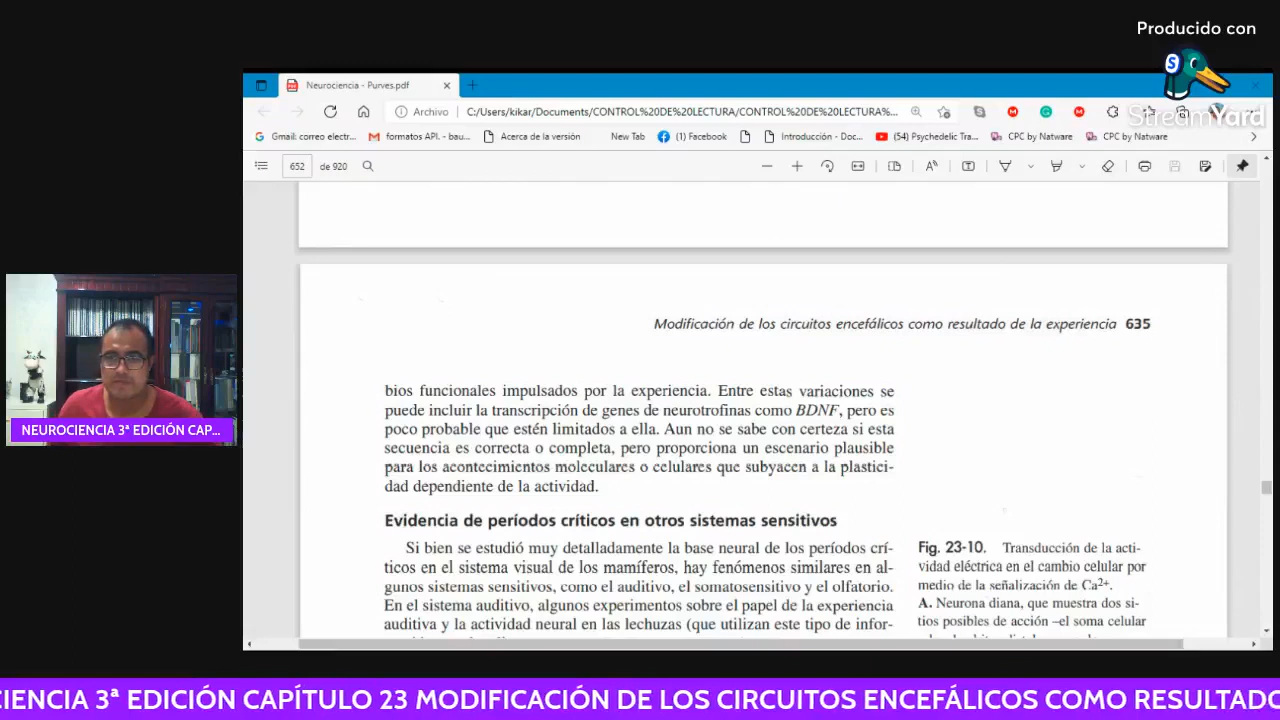 Producido con
S
StreamYard
Neurociencia - Purves.pdf
Archivo C:/Users/kikar/Documents/CONTROL%20DE%20LECTURA/CONTROL%20DE%20LECTURA%...
Gmail: correo electr... formatos API. - bau... Acerca de la versión New Tab (1) Facebook Introducción - Doc... (54) Psychedelic Tra... CPC by Natware CPC by Natware
652 de 920
Modificación de los circuitos encefálicos como resultado de la experiencia 635
bios funcionales impulsados por la experiencia. Entre estas variaciones se
puede incluir la transcripción de genes de neurotrofinas como BDNF, pero es
poco probable que estén limitados a ella. Aun no se sabe con certeza si esta
secuencia es correcta o completa, pero proporciona un escenario plausible
para los acontecimientos moleculares o celulares que subyacen a la plastici-
dad dependiente de la actividad.
Evidencia de períodos críticos en otros sistemas sensitivos
Si bien se estudió muy detalladamente la base neural de los períodos crí-
ticos en el sistema visual de los mamíferos, hay fenómenos similares en al-
gunos sistemas sensitivos, como el auditivo, el somatosensitivo y el olfatorio.
En el sistema auditivo, algunos experimentos sobre el papel de la experiencia
auditiva y la actividad neural en las lechuzas (que utilizan este tipo de infor-
Fig. 23-10. Transducción de la acti-
vidad eléctrica en el cambio celular por
medio de la señalización de Ca2+.
A. Neurona diana, que muestra dos si-
tios posibles de acción –el soma celular
NEUROCIENCIA 3ª EDICIÓN CAP...
CIENCIA 3ª EDICIÓN CAPÍTULO 23 MODIFICACIÓN DE LOS CIRCUITOS ENCEFÁLICOS COMO RESULTADO